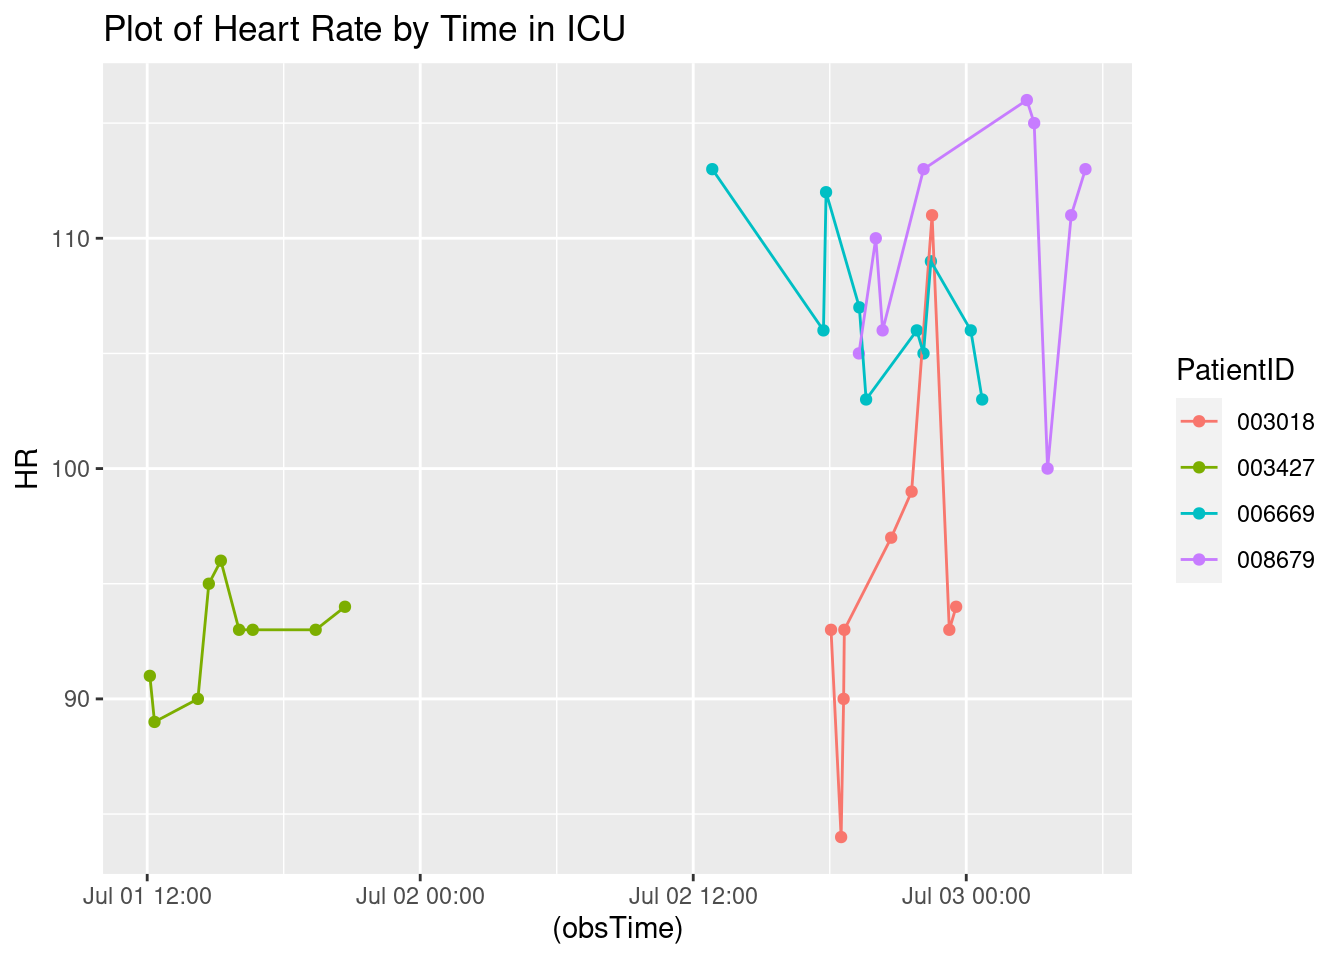 Plot of Heart Rate by Time in ICU
HR
110
100
90
Jul 01 12:00
Jul 02 00:00
Jul 02 12:00
Jul 03 00:00
(obsTime)
PatientID
003018
003427
006669
008679